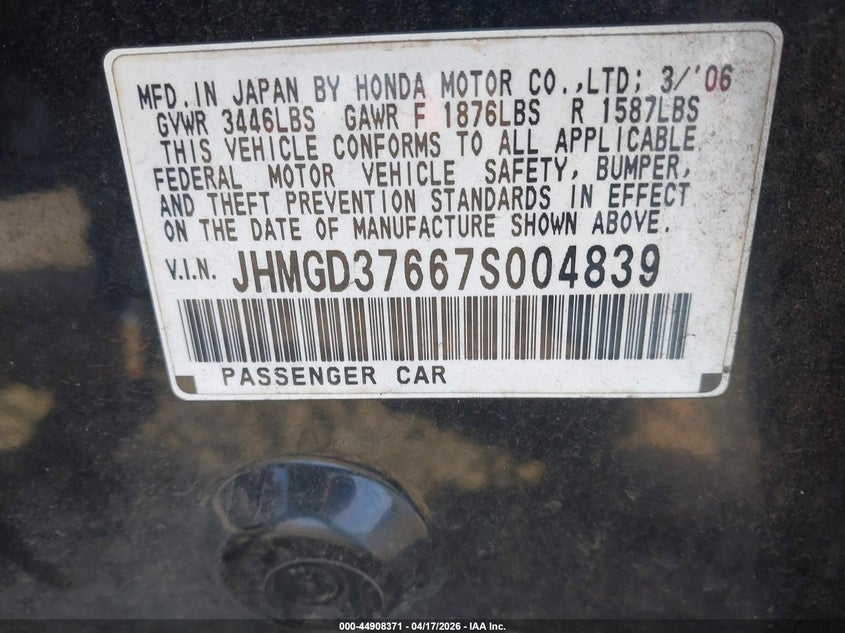 MFD. IN JAPAN BY HONDA MOTOR CO.,LTD; 3/'06
GVWR 3446LBS GAWR F 1876LBS R 1587LBS
THIS VEHICLE CONFORMS TO ALL APPLICABLE
FEDERAL MOTOR VEHICLE SAFETY, BUMPER,
AND THEFT PREVENTION STANDARDS IN EFFECT
ON THE DATE OF MANUFACTURE SHOWN ABOVE.
V.I.N. JHMGD37667S004839
PASSENGER CAR
000-44908371 - 04/17/2026 - IAA Inc.